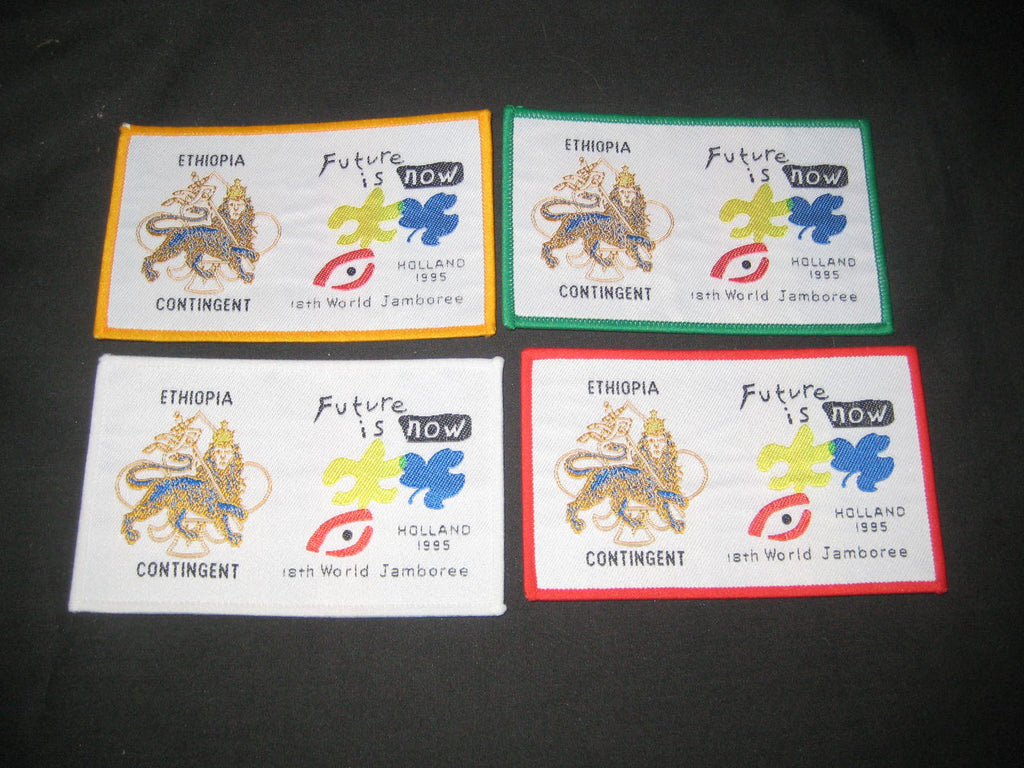 ETHIOPIA
Future
is now
HOLLAND
1995
CONTINGENT
18th World Jamboree
ETHIOPIA
Future
is now
HOLLAND
1995
CONTINGENT
18th World Jamboree
ETHIOPIA
Future
is now
HOLLAND
1995
CONTINGENT
18th World Jamboree
ETHIOPIA
Future
is now
HOLLAND
1995
CONTINGENT
18th World Jamboree